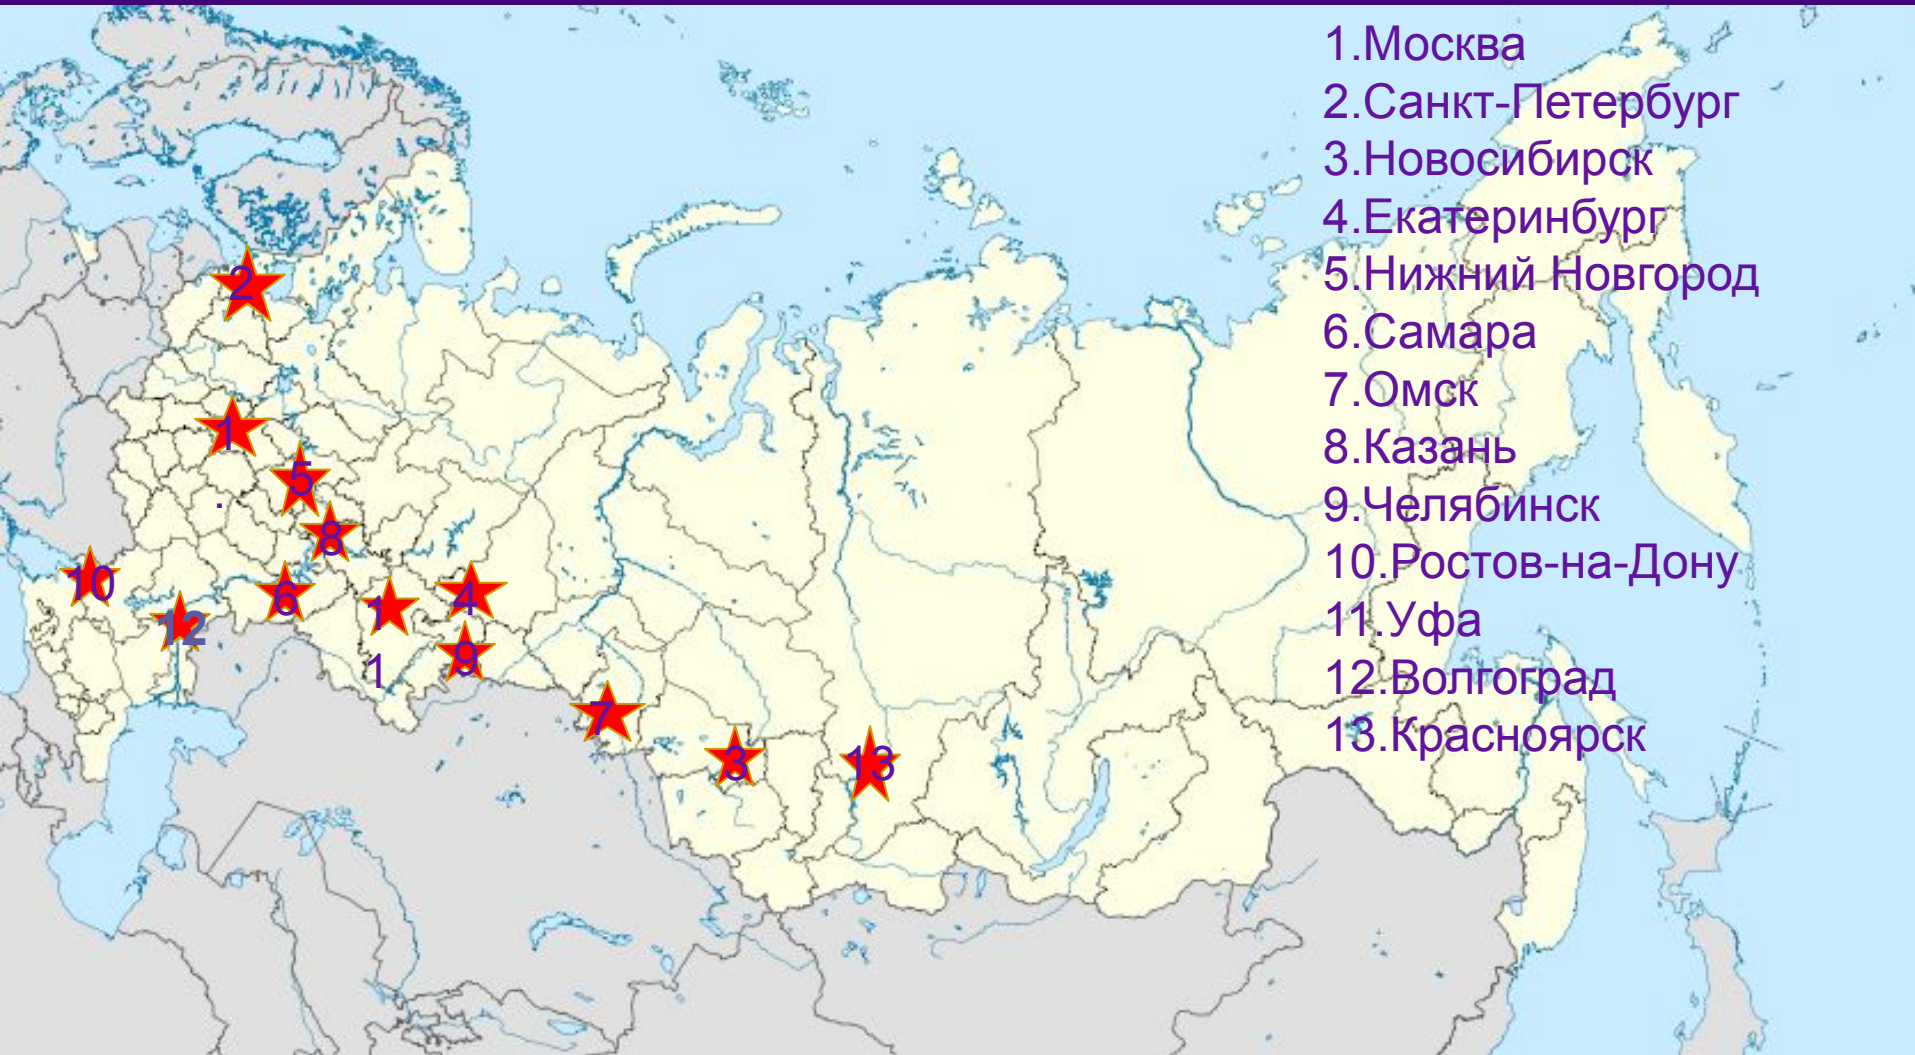 1.Москва
2.Санкт-Петербург
3.Новосибирск
4.Екатеринбург
5.Нижний Новгород
6.Самара
7.Омск
8.Казань
9.Челябинск
10.Ростов-на-Дону
11.Уфа
12.Волгоград
13.Красноярск
2
1
.
5
8
10
6
1
1
4
12
9
7
3
13